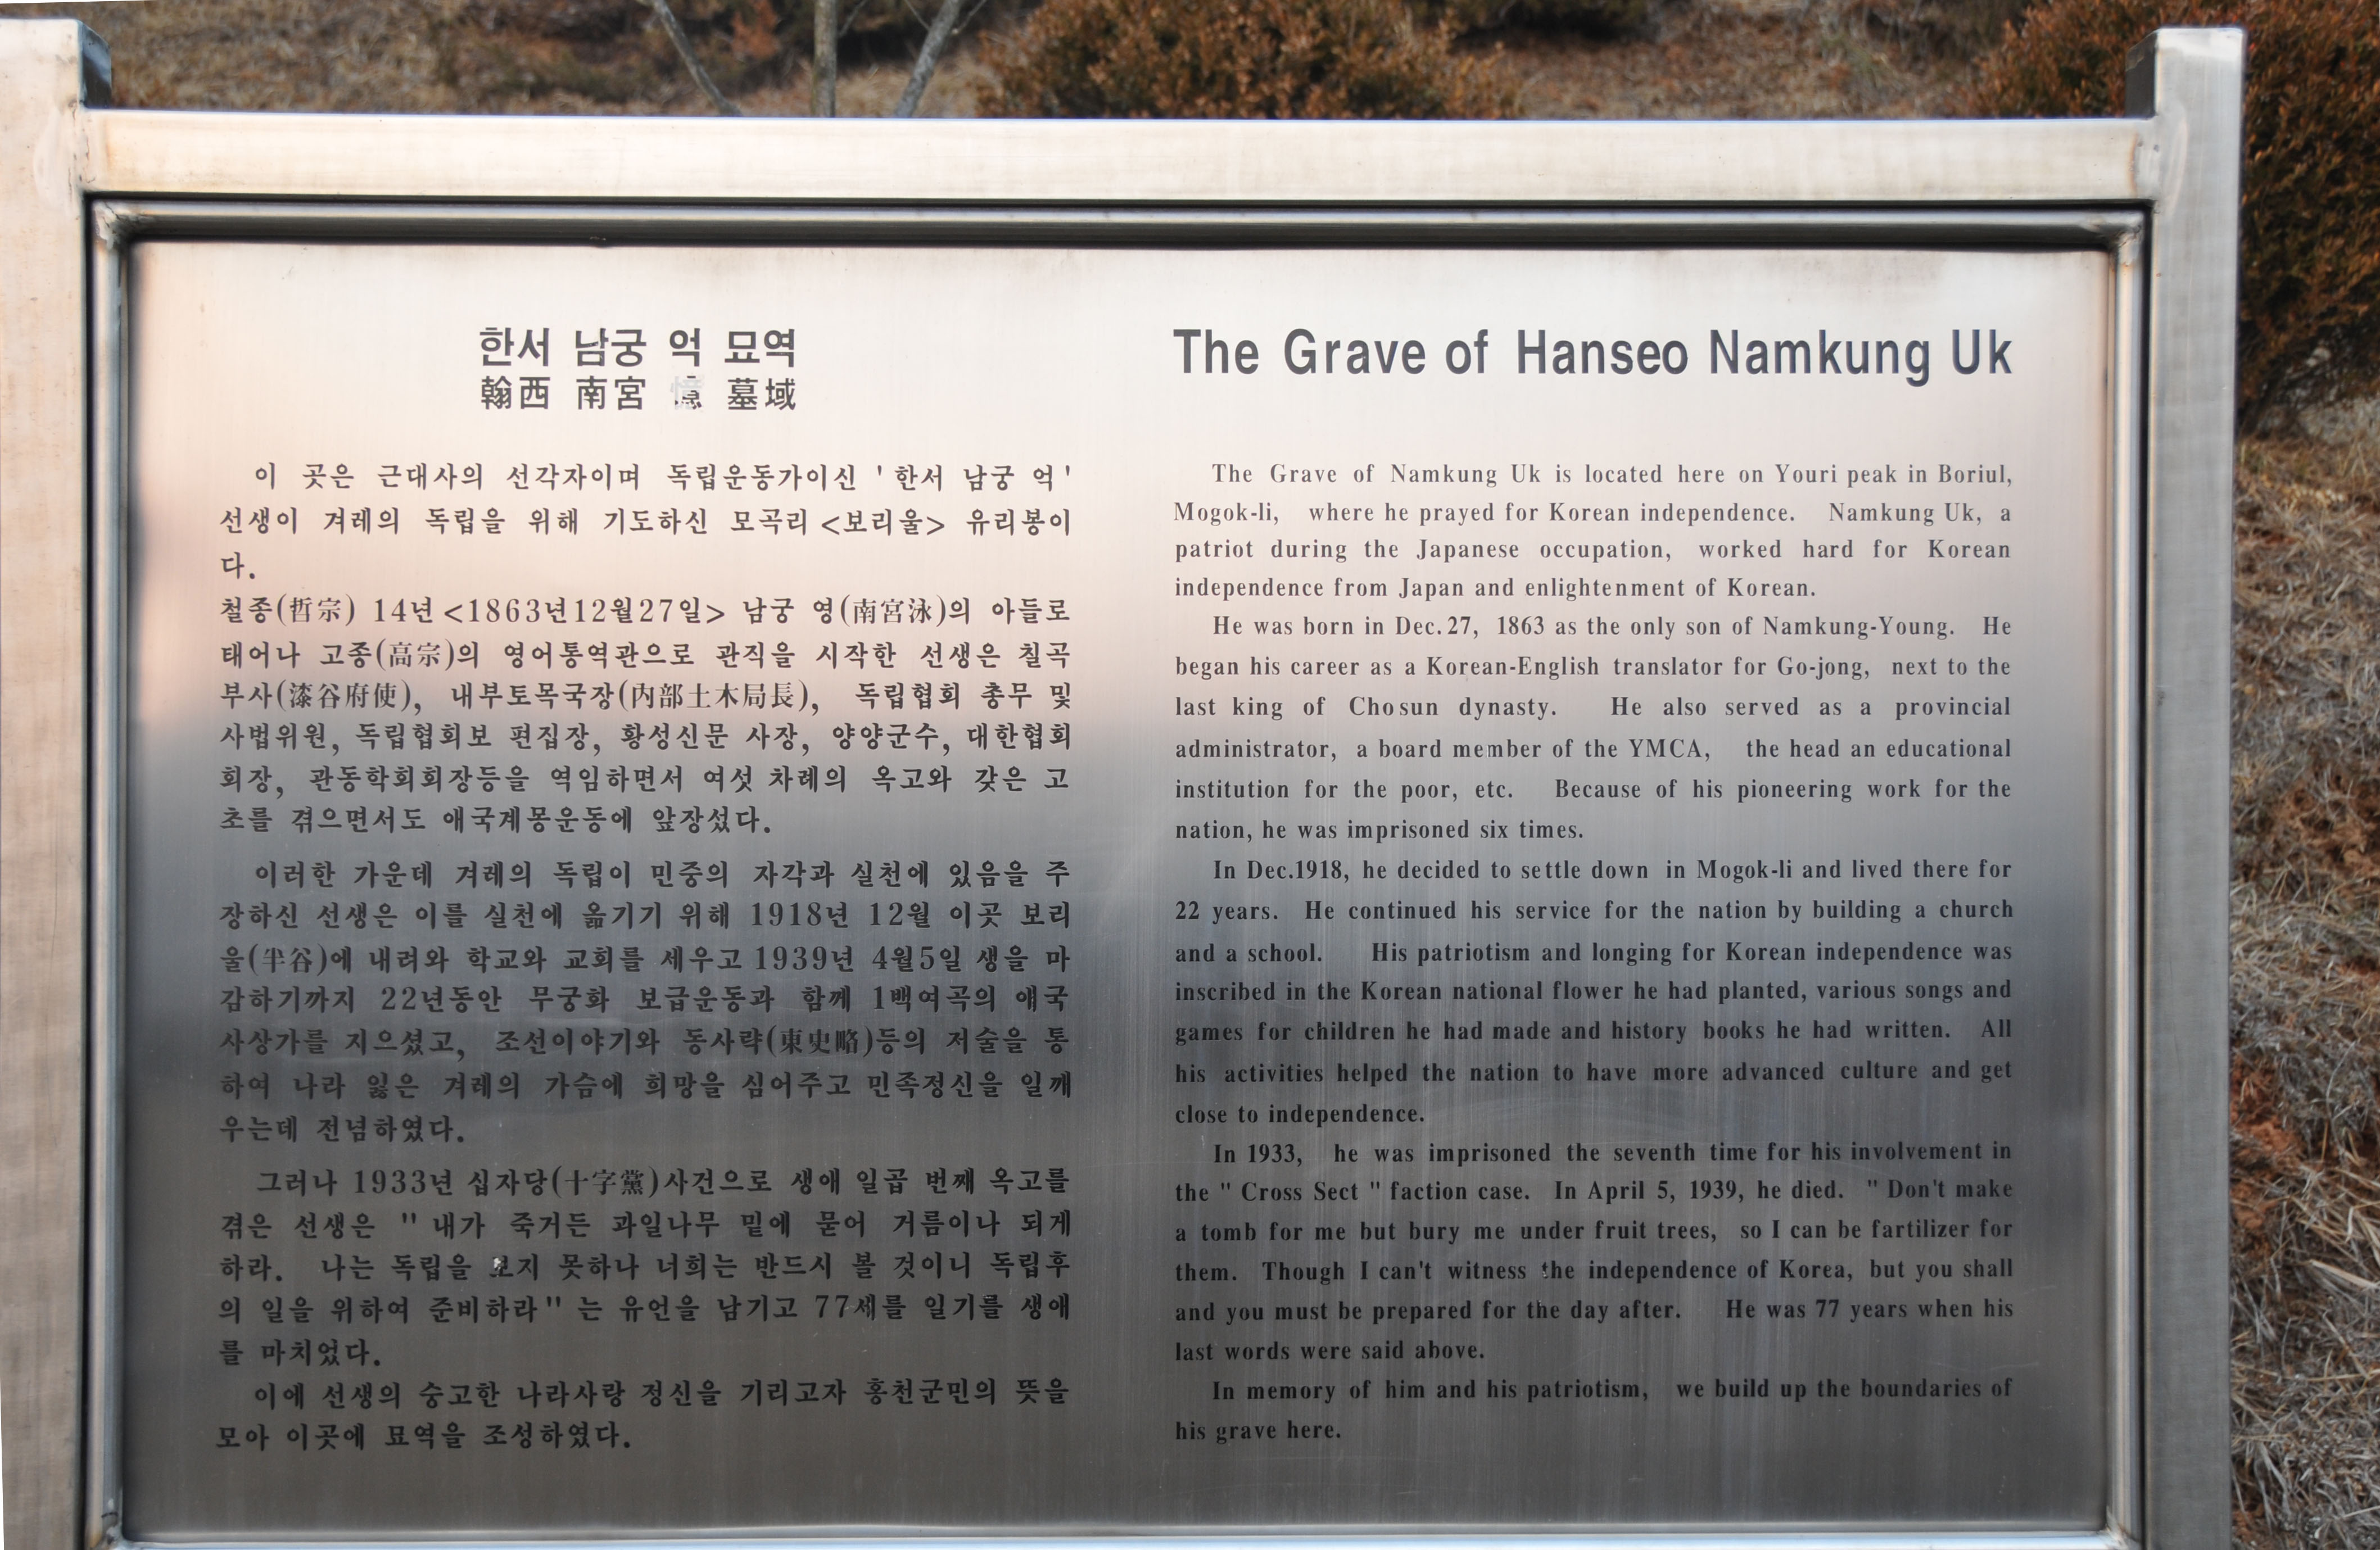 한서 남궁 억 묘역
翰西 南宮 憶 墓域
이 곳은 근대사의 선각자이며 독립운동가이신 '한서 남궁 억'
선생이 겨레의 독립을 위해 기도하신 모곡리 <보리울> 유리봉이
다.
철종(哲宗) 14년 <1863년12월27일> 남궁 영(南宮泳)의 아들로
태어나 고종(高宗)의 영어통역관으로 관직을 시작한 선생은 칠곡
부사(漆谷府使), 내부토목국장(內部土木局長), 독립협회 총무 및
사법위원, 독립협회보 편집장, 황성신문 사장, 양양군수, 대한협회
회장, 관동학회회장등을 역임하면서 여섯 차례의 옥고와 갖은 고
초를 겪으면서도 애국계몽운동에 앞장섰다.
이러한 가운데 겨레의 독립이 민중의 자각과 실천에 있음을 주
장하신 선생은 이를 실천에 옮기기 위해 1918년 12월 이곳 보리
울(半谷)에 내려와 학교와 교회를 세우고 1939년 4월5일 생을 마
감하기까지 22년동안 무궁화 보급운동과 함께 1백여곡의 애국
사상가를 지으셨고, 조선이야기와 동사략(東史略)등의 저술을 통
하여 나라 잃은 겨레의 가슴에 희망을 심어주고 민족정신을 일깨
우는데 전념하였다.
그러나 1933년 십자당(十字黨)사건으로 생애 일곱 번째 옥고를
겪은 선생은 " 내가 죽거든 과일나무 밑에 묻어 거름이나 되게
하라. 나는 독립을 보지 못하나 너희는 반드시 볼 것이니 독립후
의 일을 위하여 준비하라" 는 유언을 남기고 77세를 일기를 생애
를 마치었다.
이에 선생의 숭고한 나라사랑 정신을 기리고자 홍천군민의 뜻을
모아 이곳에 묘역을 조성하였다.
The Grave of Hanseo Namkung Uk
The Grave of Namkung Uk is located here on Youri peak in Boriul,
Mogok-li, where he prayed for Korean independence. Namkung Uk, a
patriot during the Japanese occupation, worked hard for Korean
independence from Japan and enlightenment of Korean.
He was born in Dec. 27, 1863 as the only son of Namkung-Young. He
began his career as a Korean-English translator for Go-jong, next to the
last king of Chosun dynasty. He also served as a provincial
administrator, a board member of the YMCA, the head an educational
institution for the poor, etc. Because of his pioneering work for the
nation, he was imprisoned six times.
In Dec.1918, he decided to settle down in Mogok-li and lived there for
22 years. He continued his service for the nation by building a church
and a school. His patriotism and longing for Korean independence was
inscribed in the Korean national flower he had planted, various songs and
games for children he had made and history books he had written. All
his activities helped the nation to have more advanced culture and get
close to independence.
In 1933, he was imprisoned the seventh time for his involvement in
the " Cross Sect " faction case. In April 5, 1939, he died. " Don't make
a tomb for me but bury me under fruit trees, so I can be fartilizer for
them. Though I can't witness the independence of Korea, but you shall
and you must be prepared for the day after. He was 77 years when his
last words were said above.
In memory of him and his patriotism, we build up the boundaries of
his grave here.